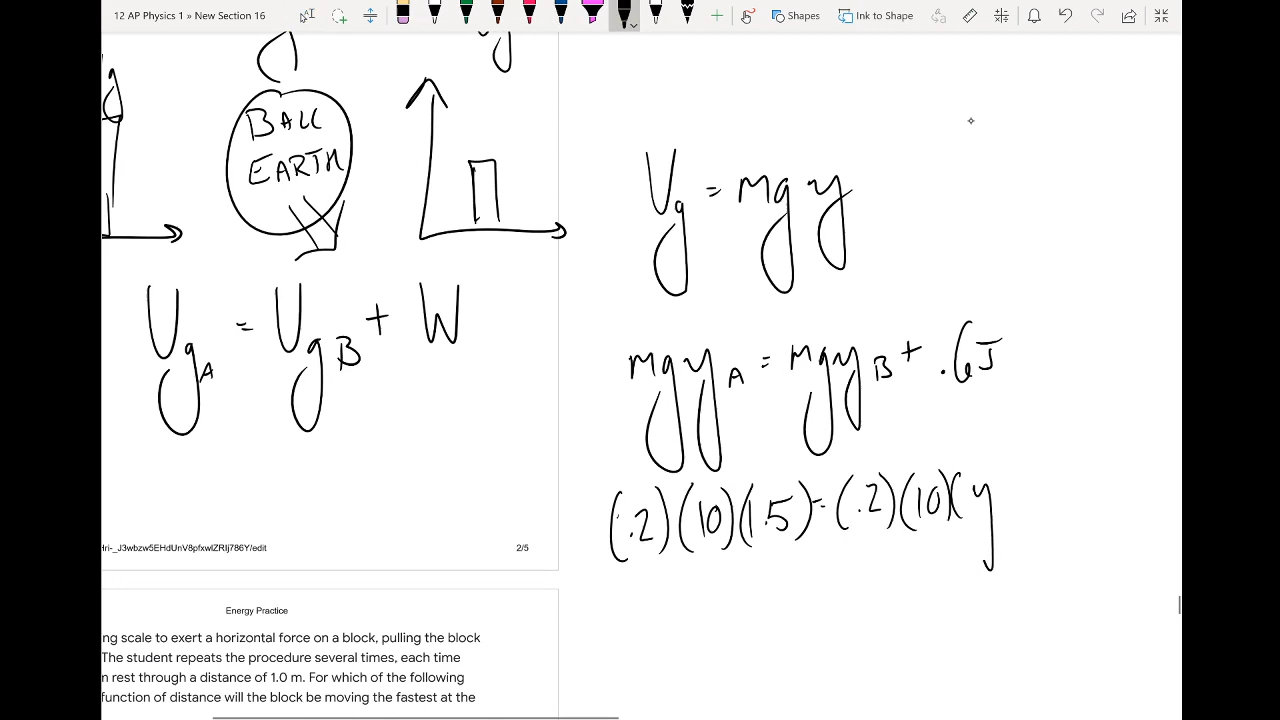 12 AP Physics 1 » New Section 16
Shapes
Ink to Shape
BALL
EARTH
Ug = mgy
UgA = UgB + W
mgyA = mgyB + .6J
(.2)(10)(1.5) = (.2)(10)(y
Hri-_J3wbzw5EHdUnV8pfxwIZRIj786Y/edit
2/5
Energy Practice
ng scale to exert a horizontal force on a block, pulling the block
The student repeats the procedure several times, each time
n rest through a distance of 1.0 m. For which of the following
function of distance will the block be moving the fastest at the